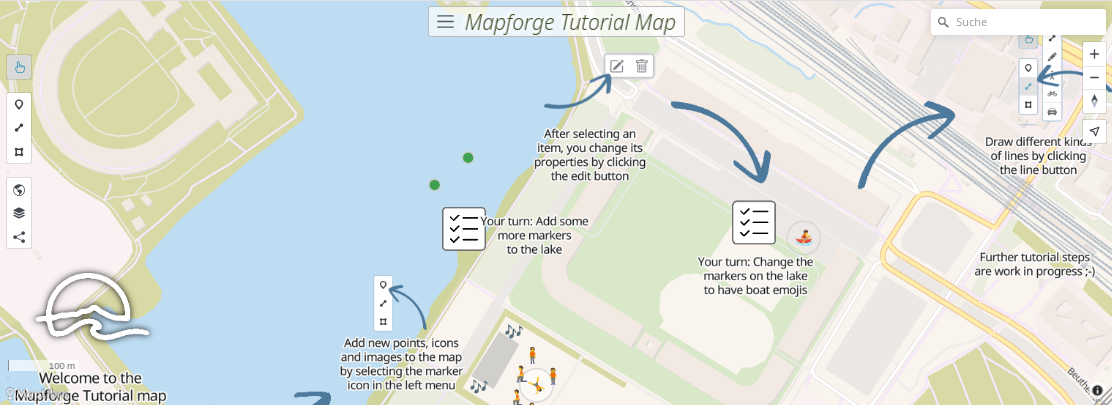 Mapforge Tutorial Map
Suche
After selecting an
item, you change its
properties by clicking
the edit button
Draw different kinds
of lines by clicking
the line button
Your turn: Add some
more markers
to the lake
Your turn: Change the
markers on the lake
to have boat emojis
Further tutorial steps
are work in progress ;-)
Add new points, icons
and images to the map
by selecting the marker
icon in the left menu
100 m
Welcome to the
Mapforge Tutorial map